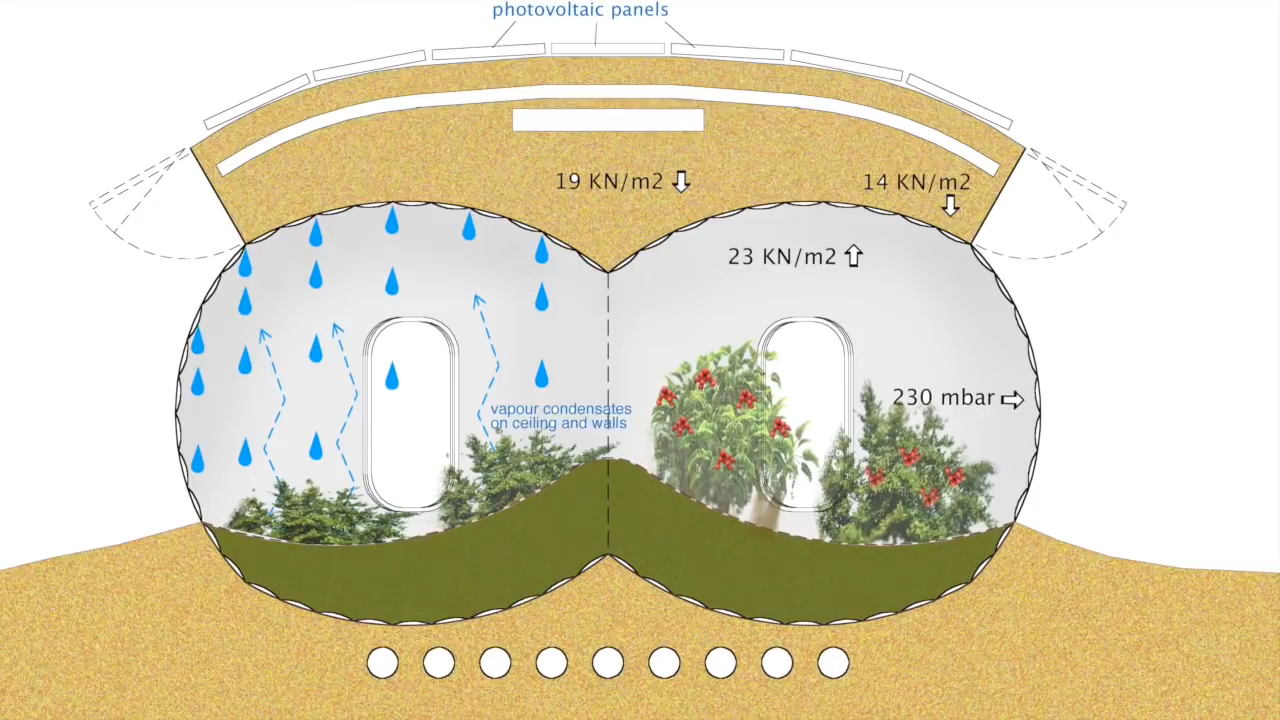 photovoltaic panels
19 KN/m2
14 KN/m2
23 KN/m2
230 mbar
vapour condensates
on ceiling and walls